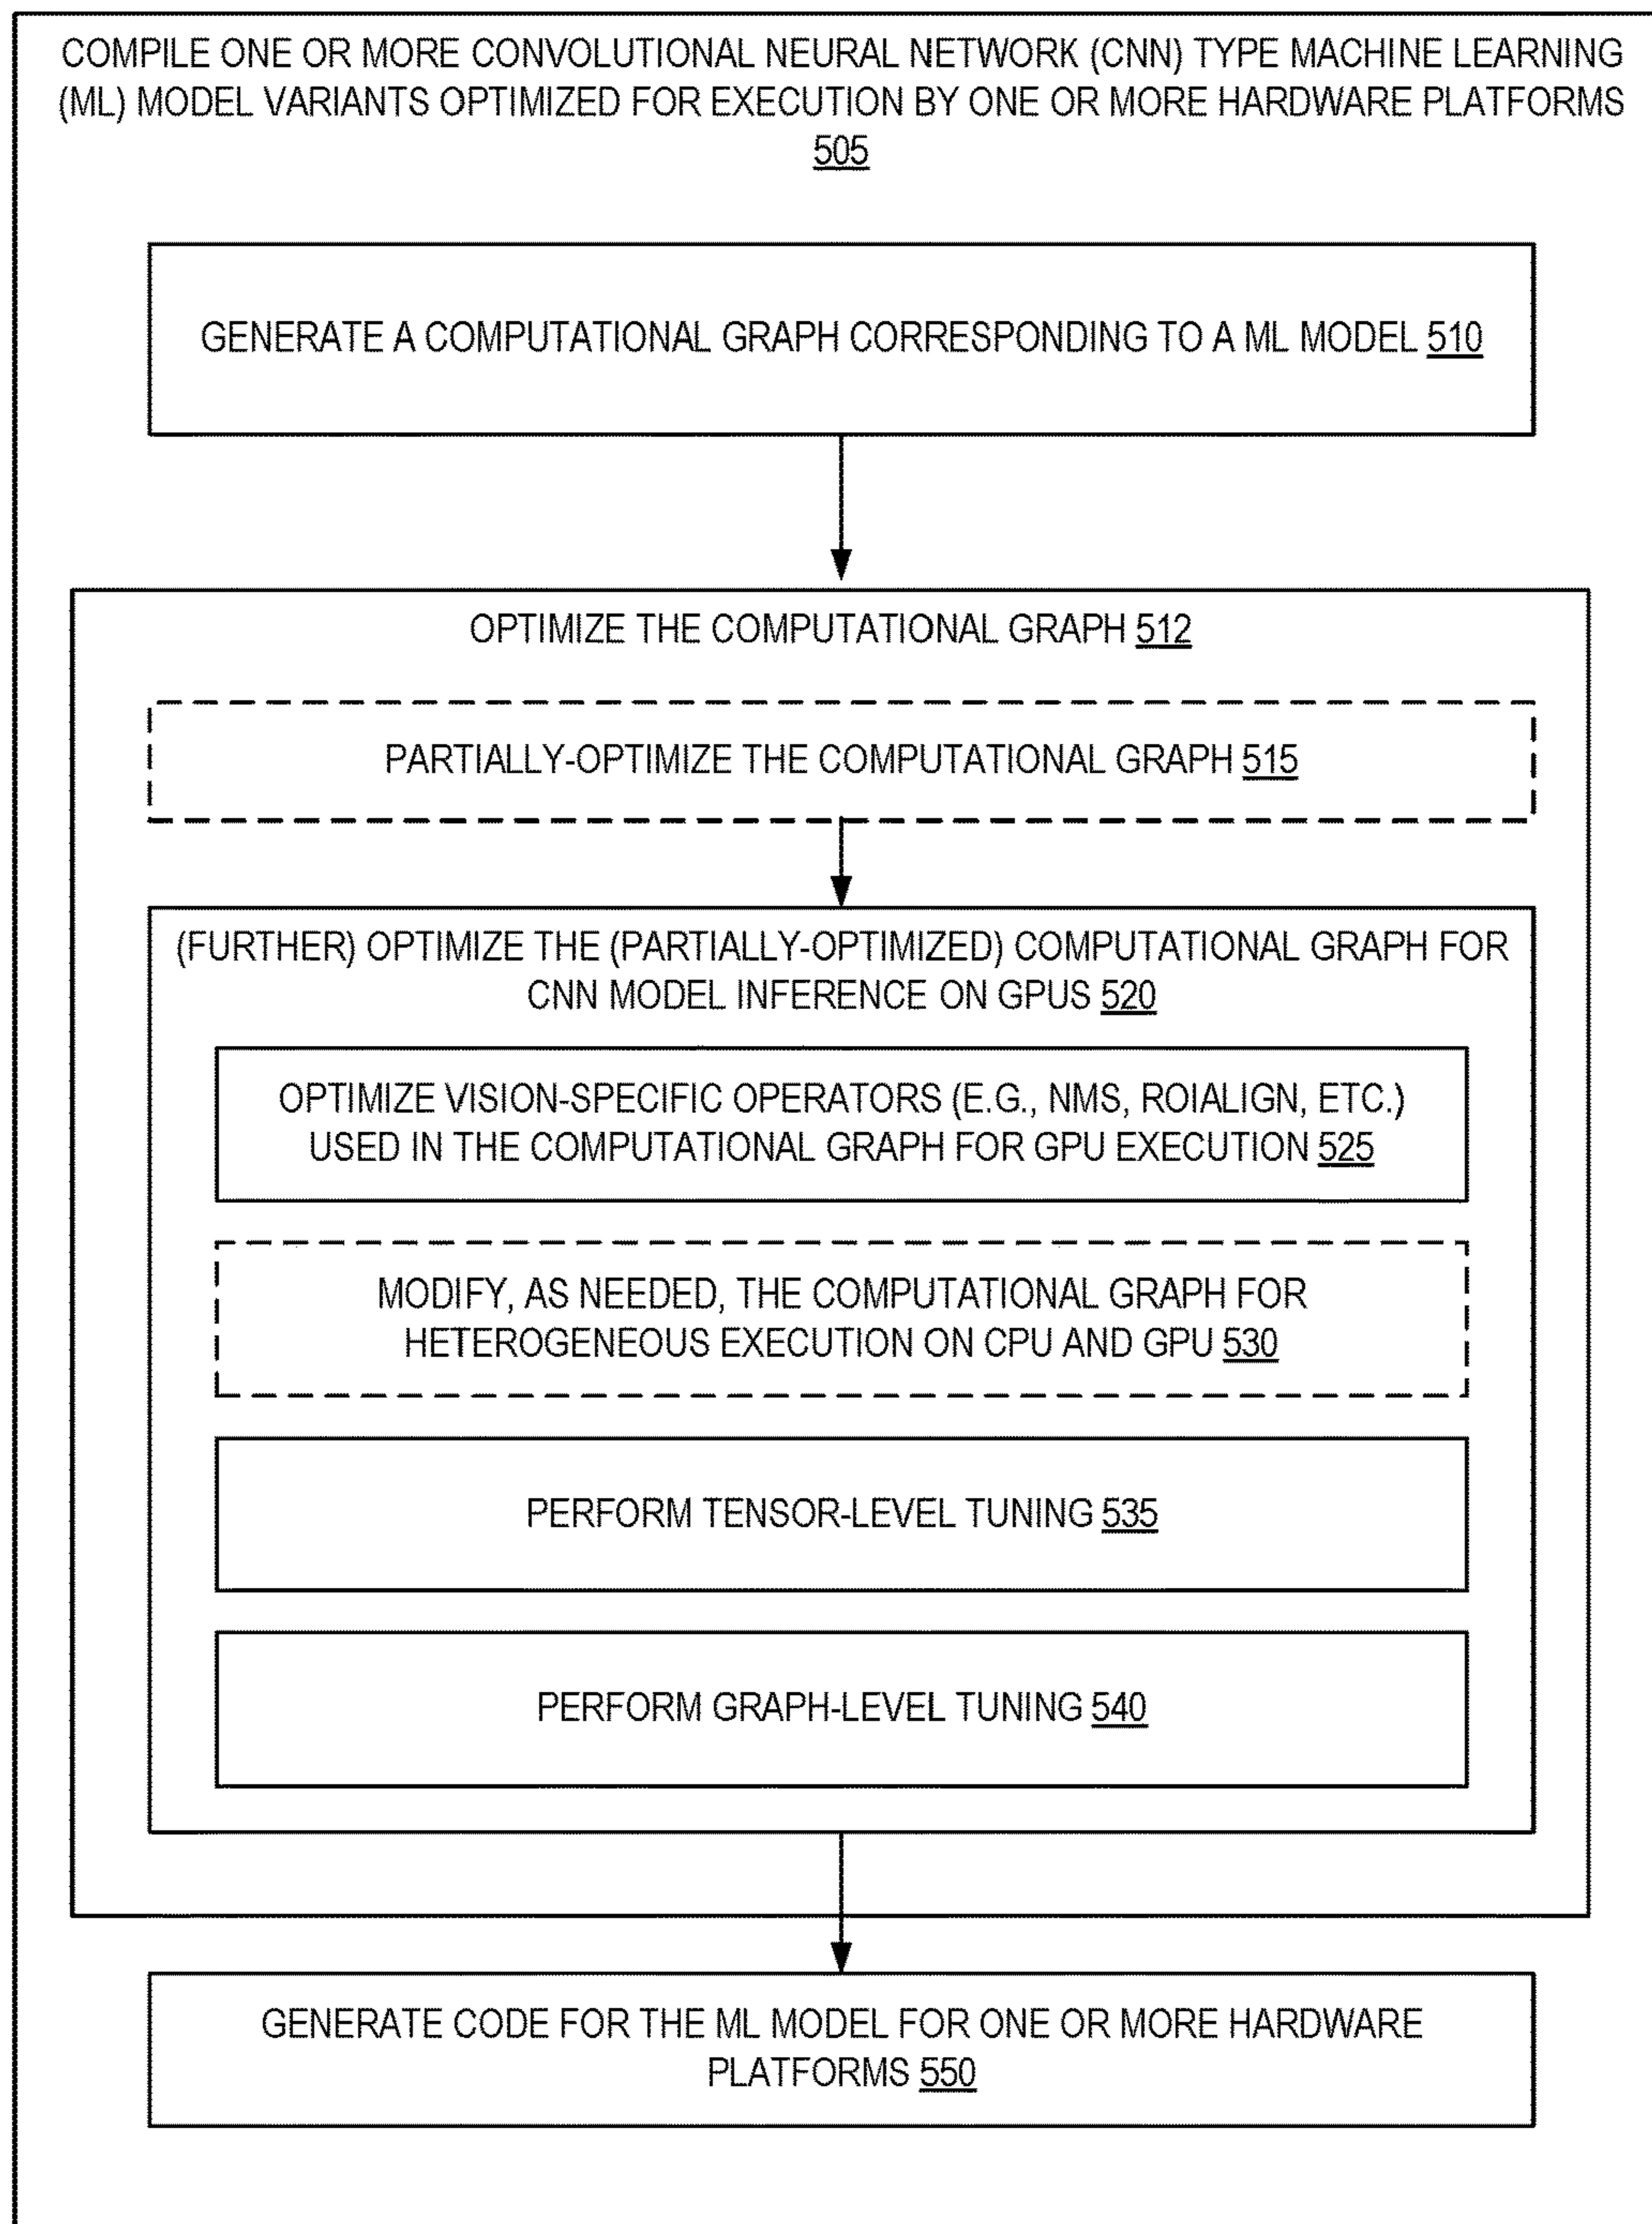 COMPILE ONE OR MORE CONVOLUTIONAL NEURAL NETWORK (CNN) TYPE MACHINE LEARNING
(ML) MODEL VARIANTS OPTIMIZED FOR EXECUTION BY ONE OR MORE HARDWARE PLATFORMS
505
GENERATE A COMPUTATIONAL GRAPH CORRESPONDING TO A ML MODEL 510
OPTIMIZE THE COMPUTATIONAL GRAPH 512
PARTIALLY-OPTIMIZE THE COMPUTATIONAL GRAPH 515
(FURTHER) OPTIMIZE THE (PARTIALLY-OPTIMIZED) COMPUTATIONAL GRAPH FOR
CNN MODEL INFERENCE ON GPUS 520
OPTIMIZE VISION-SPECIFIC OPERATORS (E.G., NMS, ROIALIGN, ETC.)
USED IN THE COMPUTATIONAL GRAPH FOR GPU EXECUTION 525
MODIFY, AS NEEDED, THE COMPUTATIONAL GRAPH FOR
HETEROGENEOUS EXECUTION ON CPU AND GPU 530
PERFORM TENSOR-LEVEL TUNING 535
PERFORM GRAPH-LEVEL TUNING 540
GENERATE CODE FOR THE ML MODEL FOR ONE OR MORE HARDWARE
PLATFORMS 550